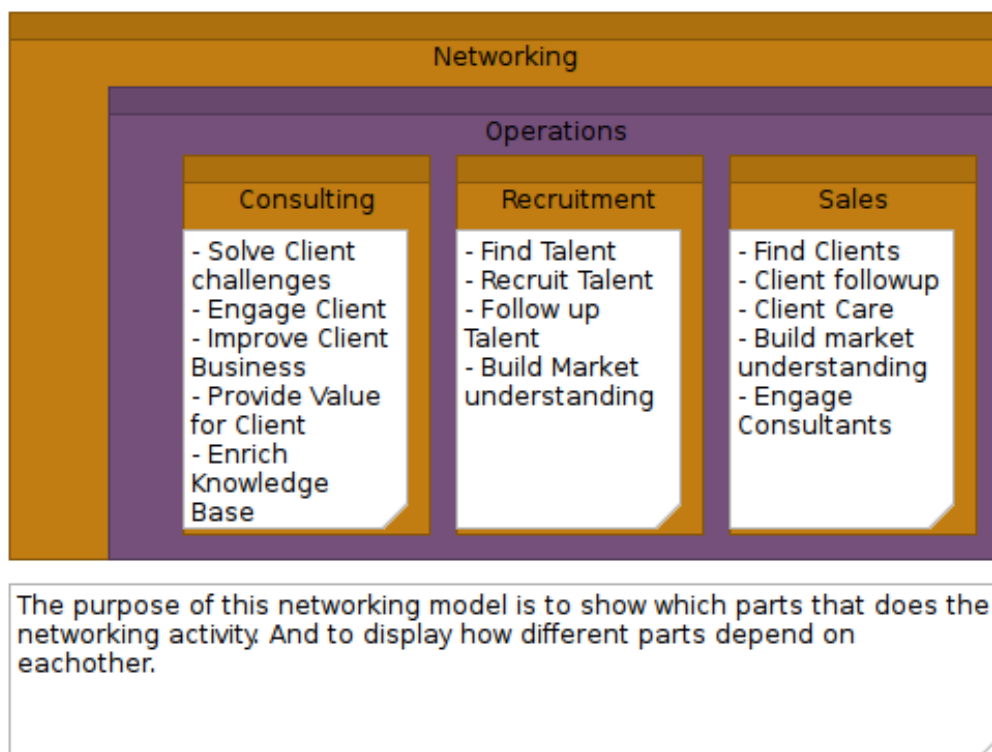 Networking
Operations
Consulting
- Solve Client
challenges
- Engage Client
- Improve Client
Business
- Provide Value
for Client
- Enrich
Knowledge
Base
Recruitment
- Find Talent
- Recruit Talent
- Follow up
Talent
- Build Market
understanding
Sales
- Find Clients
- Client followup
- Client Care
- Build market
understanding
- Engage
Consultants
The purpose of this networking model is to show which parts that does the
networking activity. And to display how different parts depend on
eachother.